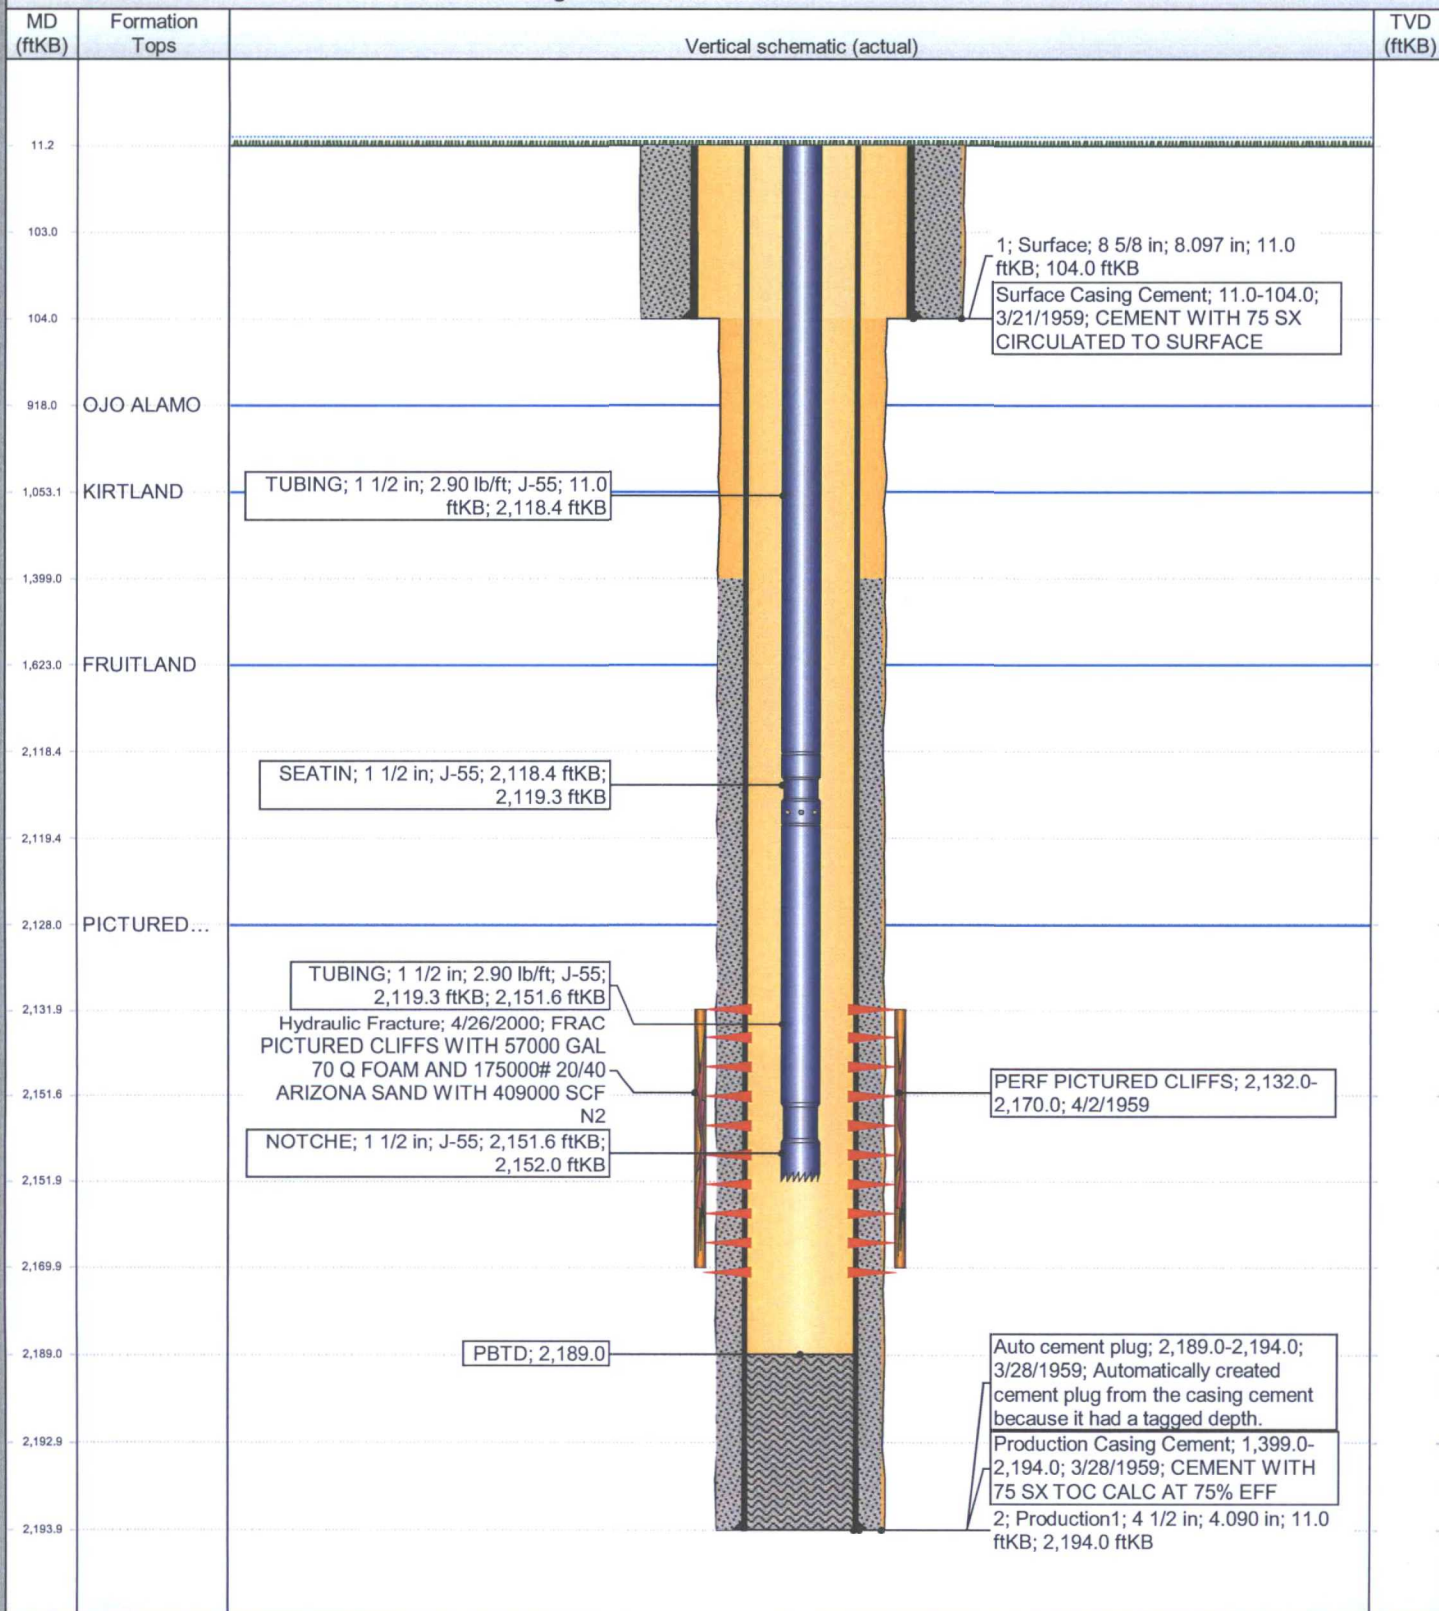 MD
(ftKB)
Formation
Tops
Vertical schematic (actual)
TVD
(ftKB)
11.2
103.0
1; Surface; 8 5/8 in; 8.097 in; 11.0
ftKB; 104.0 ftKB
Surface Casing Cement; 11.0-104.0;
3/21/1959; CEMENT WITH 75 SX
CIRCULATED TO SURFACE
104.0
918.0
OJO ALAMO
1,053.1
KIRTLAND
TUBING; 1 1/2 in; 2.90 lb/ft; J-55; 11.0
ftKB; 2,118.4 ftKB
1,399.0
1,623.0
FRUITLAND
2,118.4
SEATIN; 1 1/2 in; J-55; 2,118.4 ftKB;
2,119.3 ftKB
2,119.4
2,128.0
PICTURED...
TUBING; 1 1/2 in; 2.90 lb/ft; J-55;
2,119.3 ftKB; 2,151.6 ftKB
2,131.9
Hydraulic Fracture; 4/26/2000; FRAC
PICTURED CLIFFS WITH 57000 GAL
70 Q FOAM AND 175000# 20/40
ARIZONA SAND WITH 409000 SCF
N2
2,151.6
PERF PICTURED CLIFFS; 2,132.0-
2,170.0; 4/2/1959
NOTCHE; 1 1/2 in; J-55; 2,151.6 ftKB;
2,152.0 ftKB
2,151.9
2,169.9
2,189.0
PBTD; 2,189.0
Auto cement plug; 2,189.0-2,194.0;
3/28/1959; Automatically created
cement plug from the casing cement
because it had a tagged depth.
2,192.9
Production Casing Cement; 1,399.0-
2,194.0; 3/28/1959; CEMENT WITH
75 SX TOC CALC AT 75% EFF
2,193.9
2; Production1; 4 1/2 in; 4.090 in; 11.0
ftKB; 2,194.0 ftKB